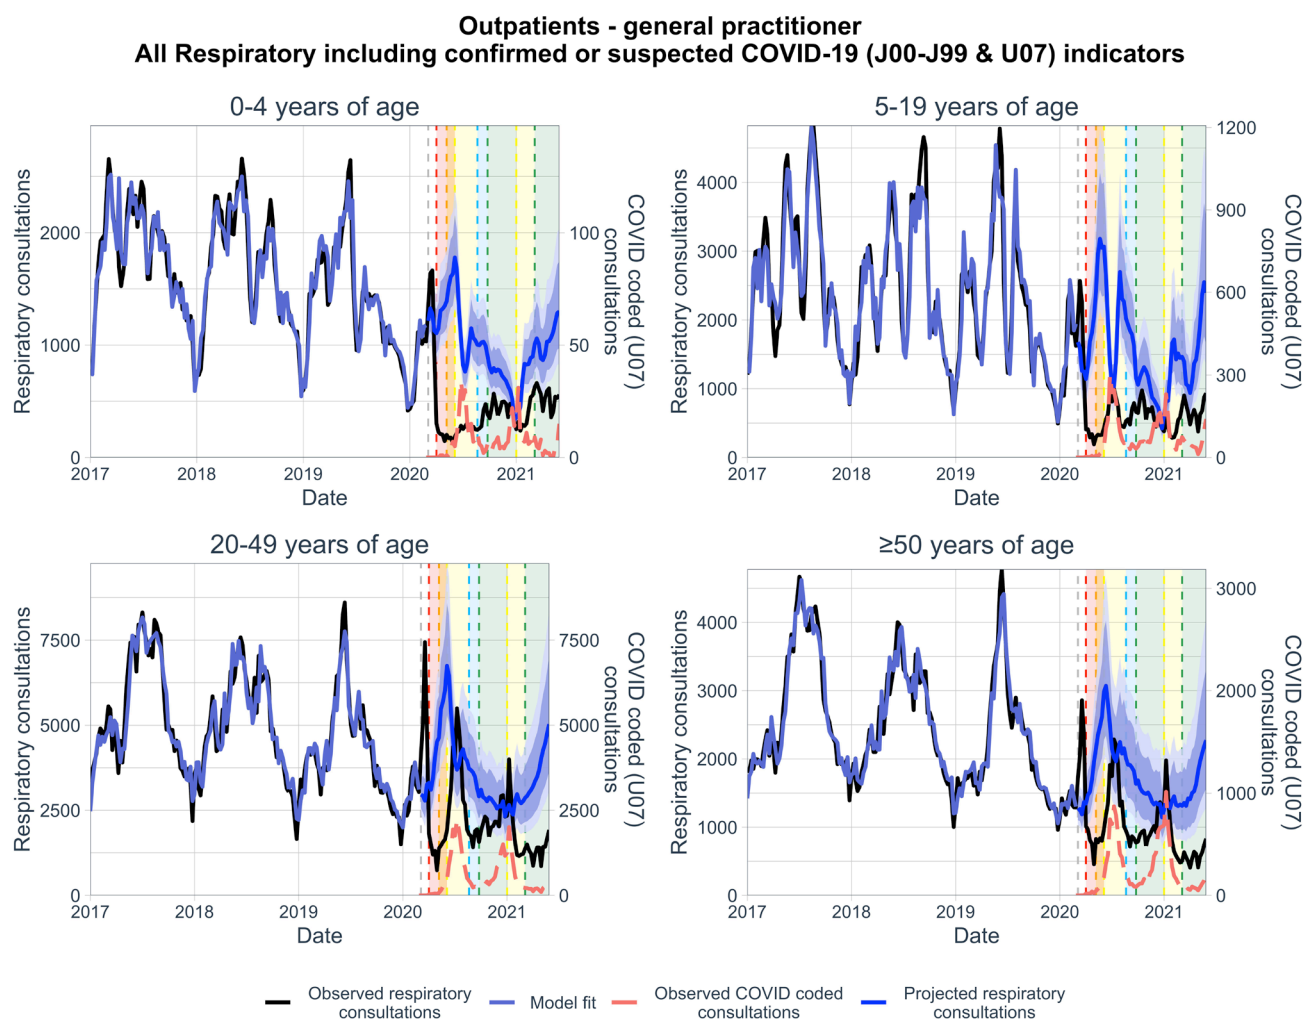 Outpatients - general practitioner
All Respiratory including confirmed or suspected COVID-19 (J00-J99 & U07) indicators
0-4 years of age
Respiratory consultations
2000
1000
0
100
50
0
COVID coded (U07)
consultations
2017
2018
2019
2020
2021
Date
5-19 years of age
Respiratory consultations
4000
3000
2000
1000
0
1200
900
600
300
0
COVID coded (U07)
consultations
2017
2018
2019
2020
2021
Date
20-49 years of age
Respiratory consultations
7500
5000
2500
0
7500
5000
2500
0
COVID coded (U07)
consultations
2017
2018
2019
2020
2021
Date
≥50 years of age
Respiratory consultations
4000
3000
2000
1000
0
3000
2000
1000
0
COVID coded (U07)
consultations
2017
2018
2019
2020
2021
Date
Observed respiratory
consultations
Model fit
Observed COVID coded
consultations
Projected respiratory
consultations